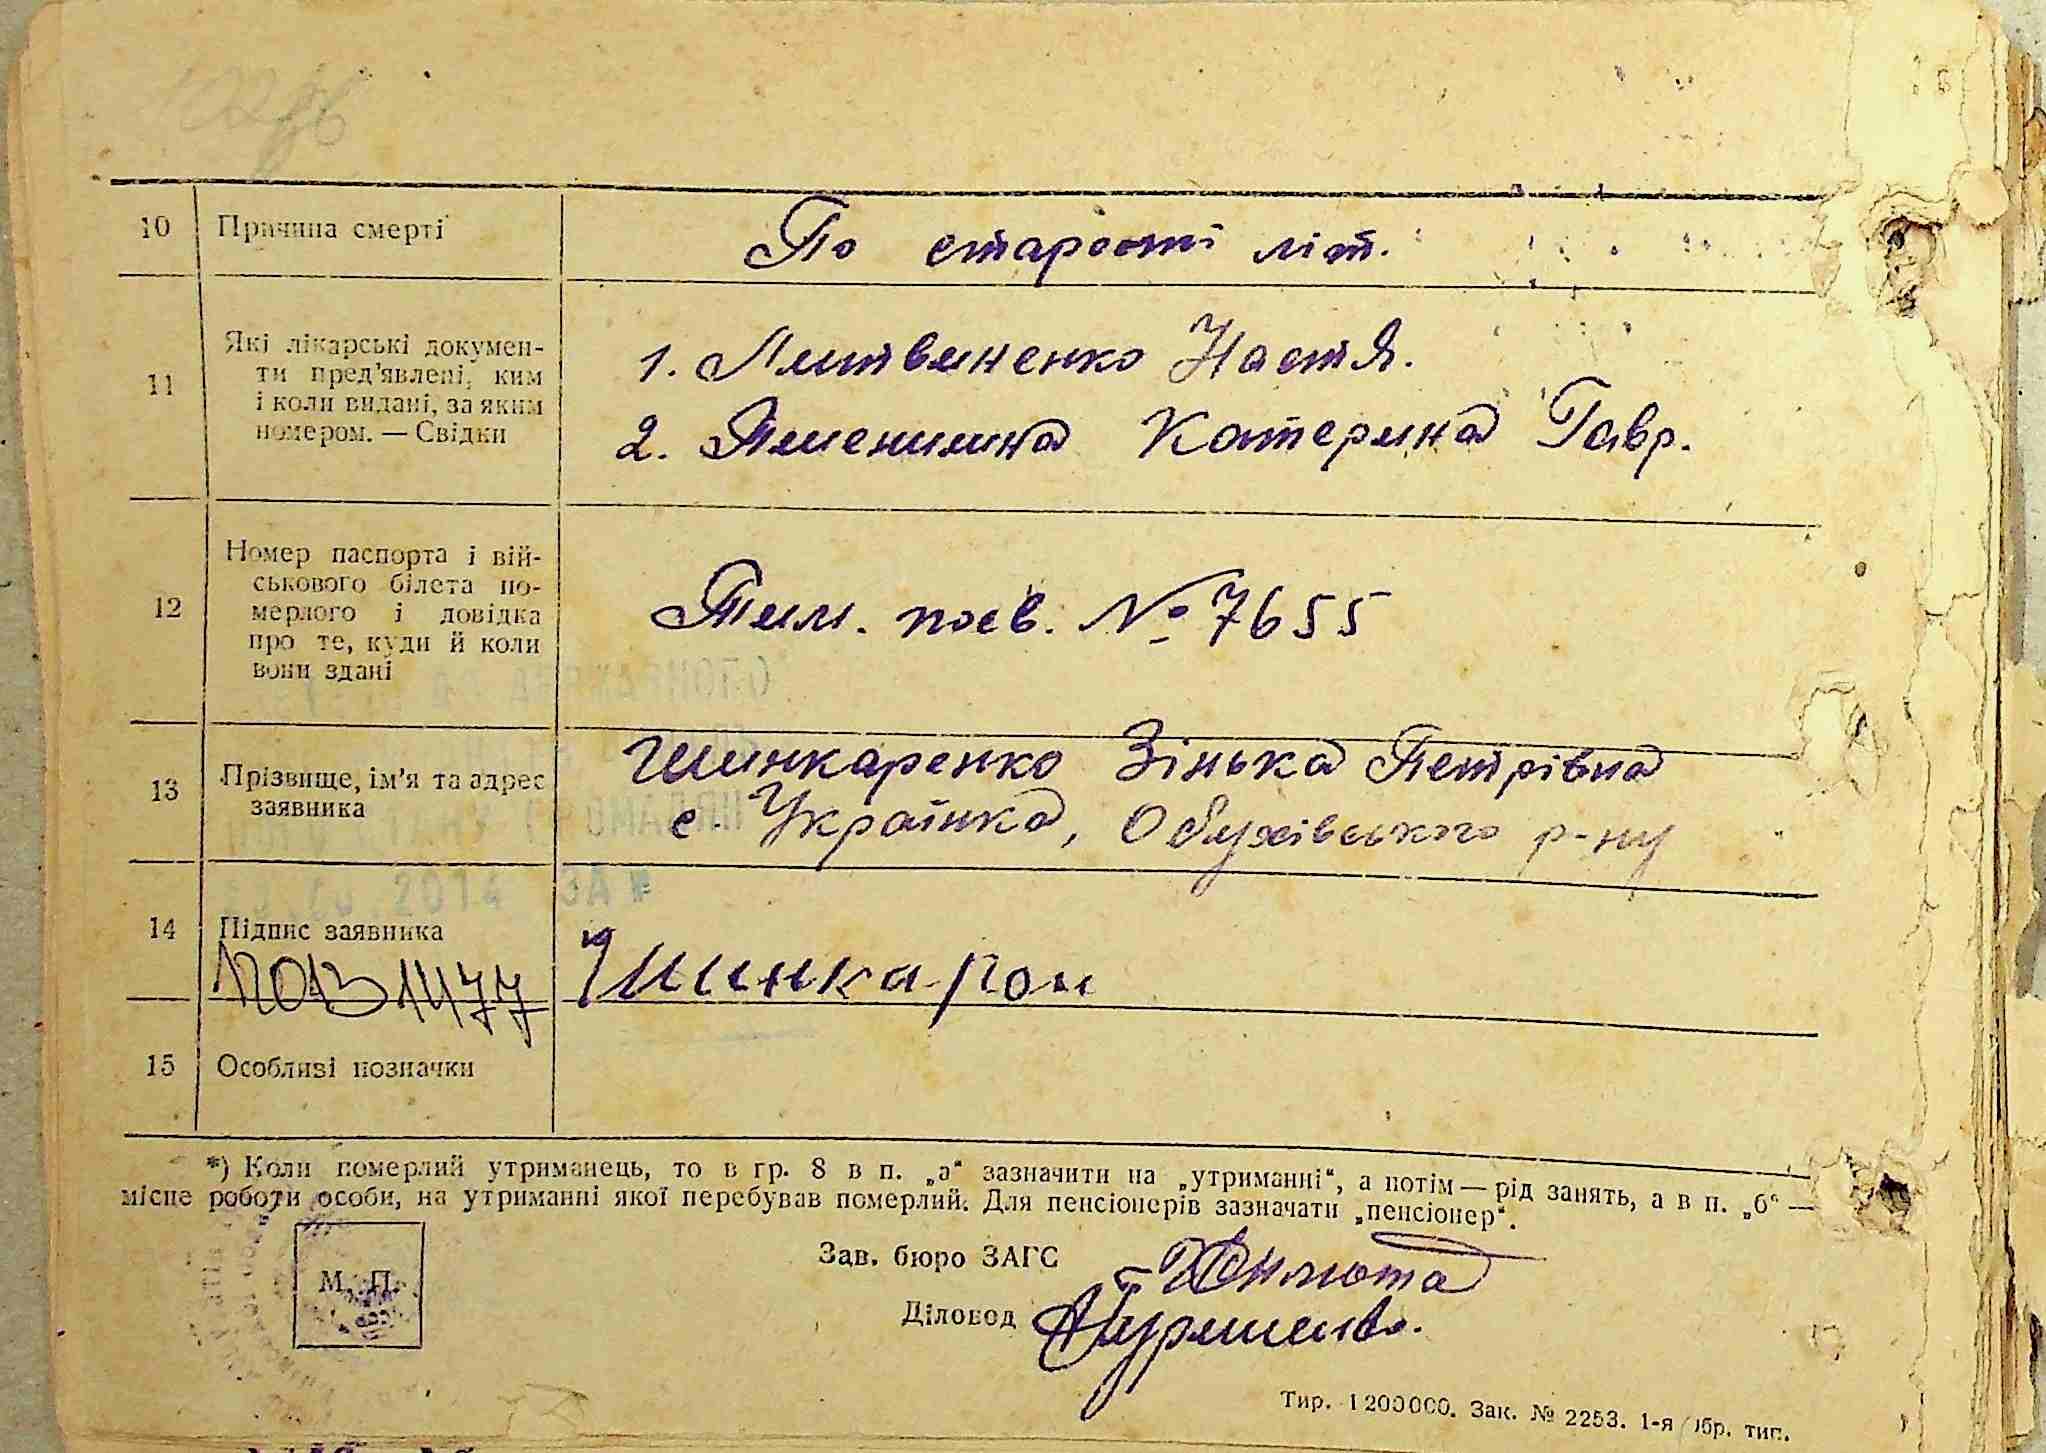 10 Причина смерті По старості літ.
11 Які лікарські докумен-
ти пред'явлені, ким
і коли видані, за яким
номером. — Свідки
1. Литвиненко Настя.
2. Пшенишна Катерина Гавр.
12 Номер паспорта і вій-
ськового білета по-
мерлого і довідка
про те, куди й коли
вони здані
Тим. посв. № 7655
13 Прізвище, ім'я та адрес
заявника
Шинкаренко Зінька Петрівна
с. Українка, Обухівського р-ну
14 Підпис заявника
Шинкарен
15 Особливі позначки
*) Коли померлий утриманець, то в гр. 8 в п. „а“ зазначити на „утриманні“, а потім — рід занять, а в п. „б“ —
місце роботи особи, на утриманні якої перебував померлий. Для пенсіонерів зазначати „пенсіонер“.
М. П.
Зав. бюро ЗАГС
Діловод
Тир. 1200000. Зак. № 2253. 1-я Обр. тип.